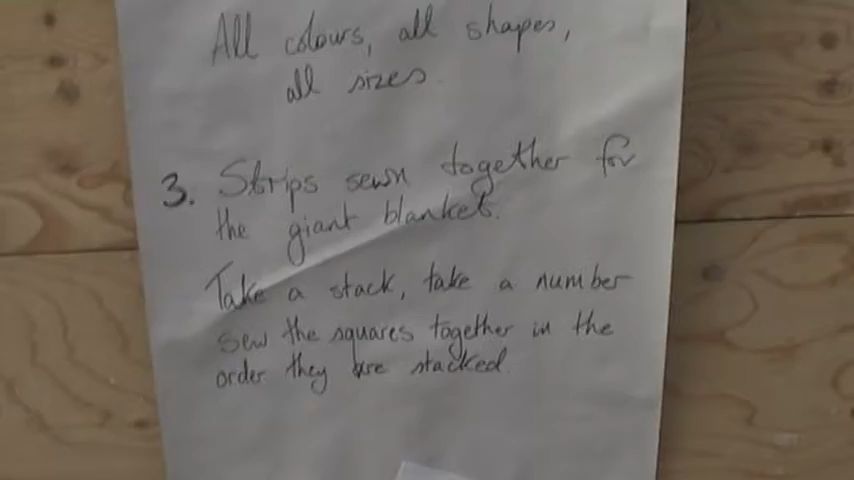 All colours, all shapes,
all sizes.
3. Strips sewn together for
the giant blanket.
Take a stack, take a number
sew the squares together in the
order they are stacked.